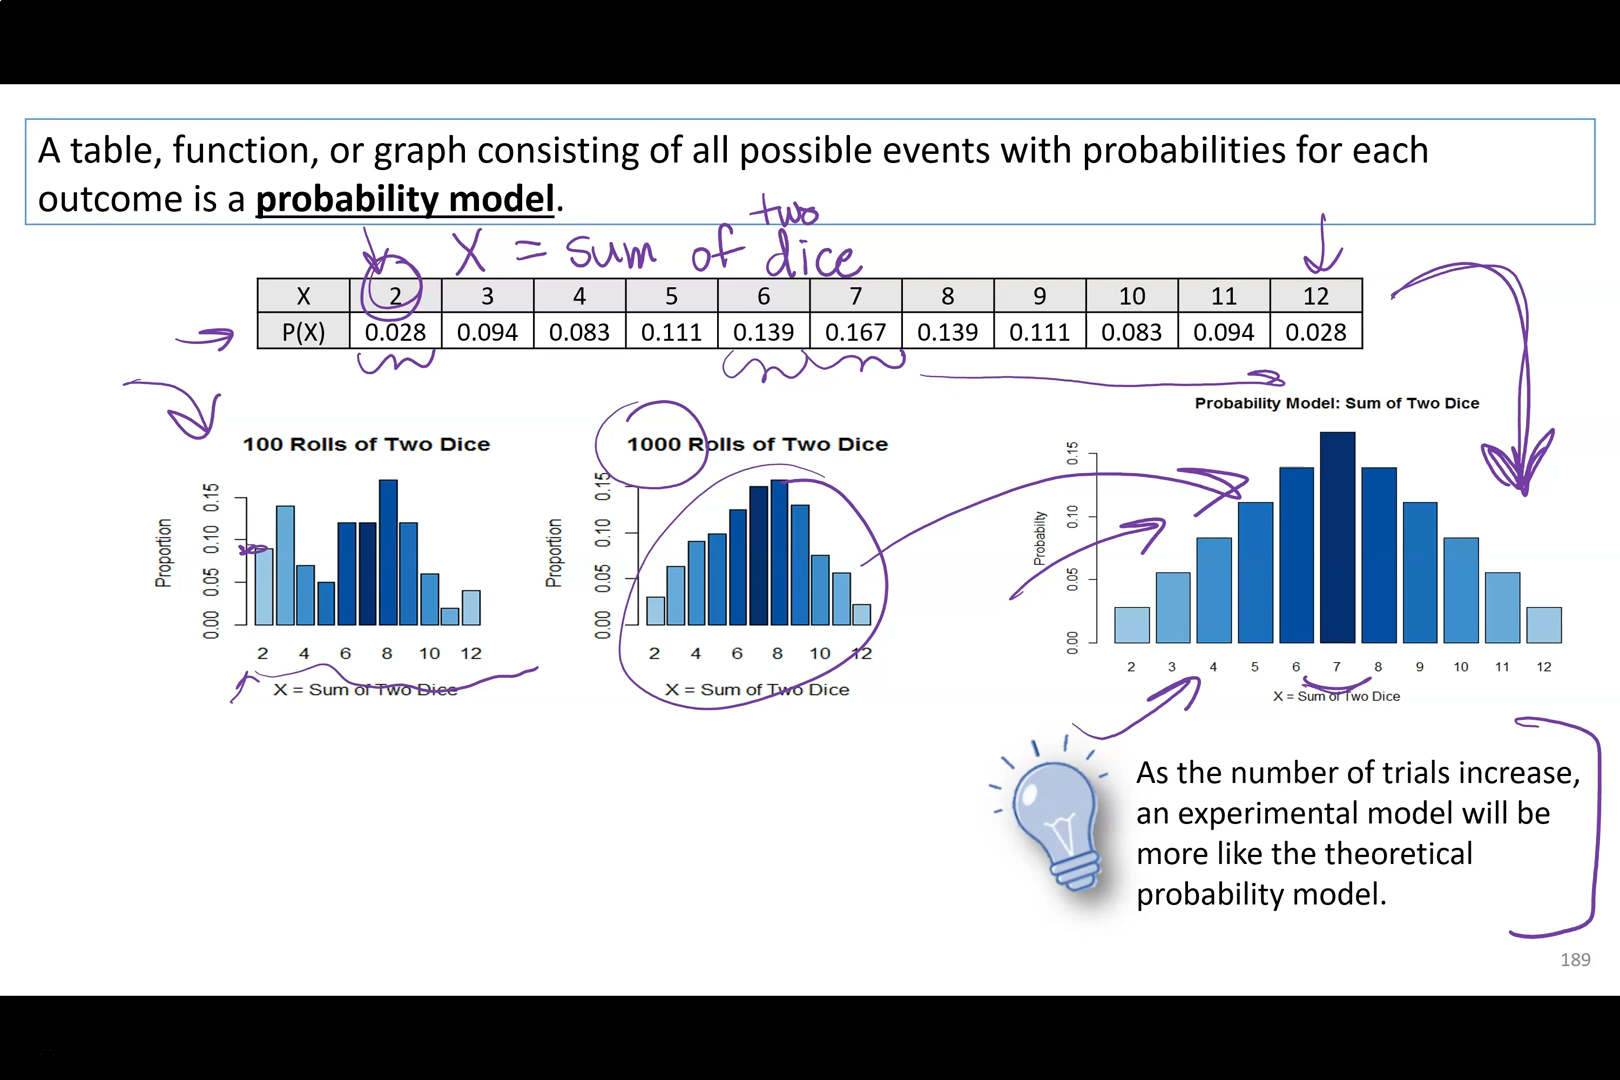 A table, function, or graph consisting of all possible events with probabilities for each
outcome is a probability model.
two
X = sum of dice
X 2 3 4 5 6 7 8 9 10 11 12
P(X) 0.028 0.094 0.083 0.111 0.139 0.167 0.139 0.111 0.083 0.094 0.028
100 Rolls of Two Dice
Proportion
0.00 0.05 0.10 0.15
2 4 6 8 10 12
X = Sum of Two Dice
1000 Rolls of Two Dice
Proportion
0.00 0.05 0.10 0.15
2 4 6 8 10 12
X = Sum of Two Dice
Probability Model: Sum of Two Dice
Probability
0.00 0.05 0.10 0.15
2 3 4 5 6 7 8 9 10 11 12
X = Sum of Two Dice
As the number of trials increase,
an experimental model will be
more like the theoretical
probability model.
189